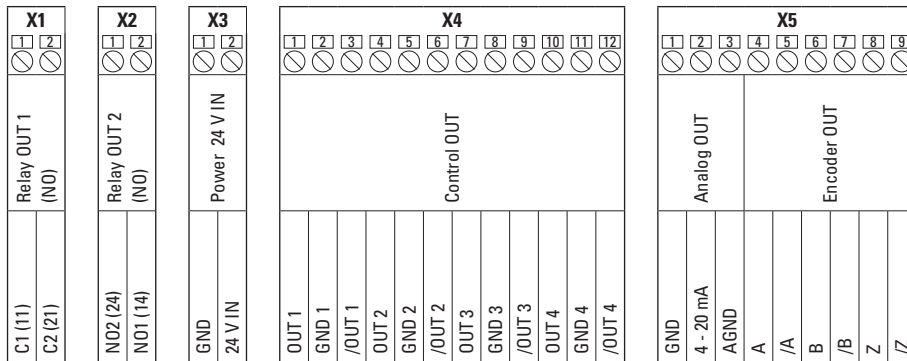 X1
X2
X3
X4
X5
1 2
1 2
1 2
1 2 3 4 5 6 7 8 9 10 11 12
1 2 3 4 5 6 7 8 9
Relay OUT 1
(NO)
Relay OUT 2
(NO)
Power 24 V IN
Control OUT
Analog OUT
Encoder OUT
C1 (11)
C2 (21)
NO2 (24)
NO1 (14)
GND
24 V IN
OUT 1
GND 1
/OUT 1
OUT 2
GND 2
/OUT 2
OUT 3
GND 3
/OUT 3
OUT 4
GND 4
/OUT 4
GND
4 - 20 mA
AGND
A
/A
B
/B
Z
/Z